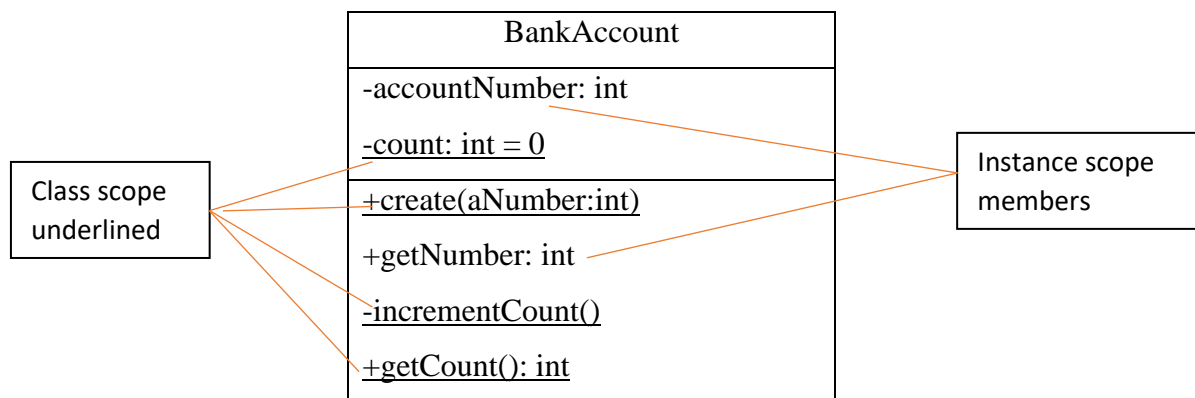 BankAccount
-accountNumber: int
-count: int = 0
+create(aNumber:int)
+getNumber: int
-incrementCount()
+getCount(): int
Class scope
underlined
Instance scope
members